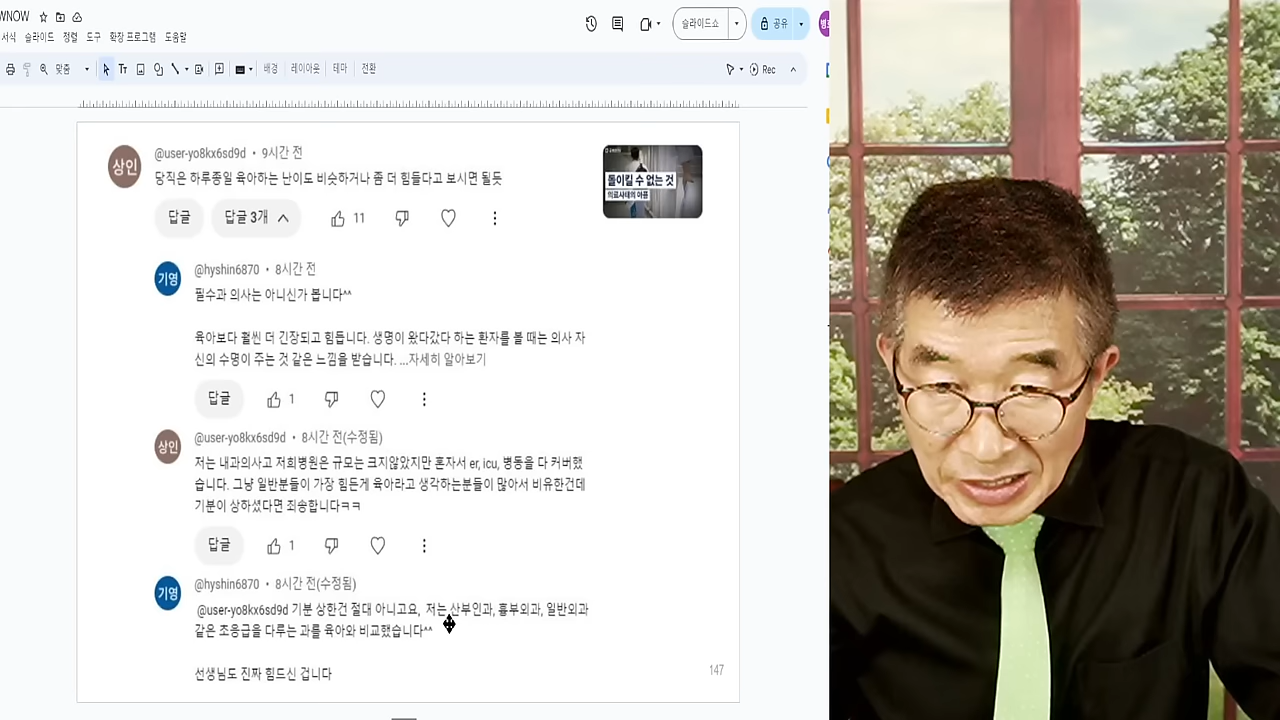 WNOW
서식 슬라이드 정렬 도구 확장 프로그램 도움말
슬라이드쇼
공유
맞춤
배경 레이아웃 테마 전환
Rec
상인
@user-yo8kx6sd9d • 9시간 전
당직은 하루종일 육아하는 난이도 비슷하거나 좀 더 힘들다고 보시면 될듯
답글
답글 3개
11
돌이킬 수 없는 것
의료사태의 아픔
기영
@hyshin6870 • 8시간 전
필수과 의사는 아니신가 봅니다^^
육아보다 훨씬 더 긴장되고 힘듭니다. 생명이 왔다갔다 하는 환자를 볼 때는 의사 자
신의 수명이 주는 것 같은 느낌을 받습니다. ...자세히 알아보기
답글
1
상인
@user-yo8kx6sd9d • 8시간 전(수정됨)
저는 내과의사고 저희병원은 규모는 크지않았지만 혼자서 er, icu, 병동을 다 커버했
습니다. 그냥 일반분들이 가장 힘든게 육아라고 생각하는분들이 많아서 비유한건데
기분이 상하셨다면 죄송합니다ㅋㅋ
답글
1
기영
@hyshin6870 • 8시간 전(수정됨)
@user-yo8kx6sd9d 기분 상한건 절대 아니고요, 저는 산부인과, 흉부외과, 일반외과
같은 초응급을 다루는 과를 육아와 비교했습니다^^
선생님도 진짜 힘드신 겁니다
147